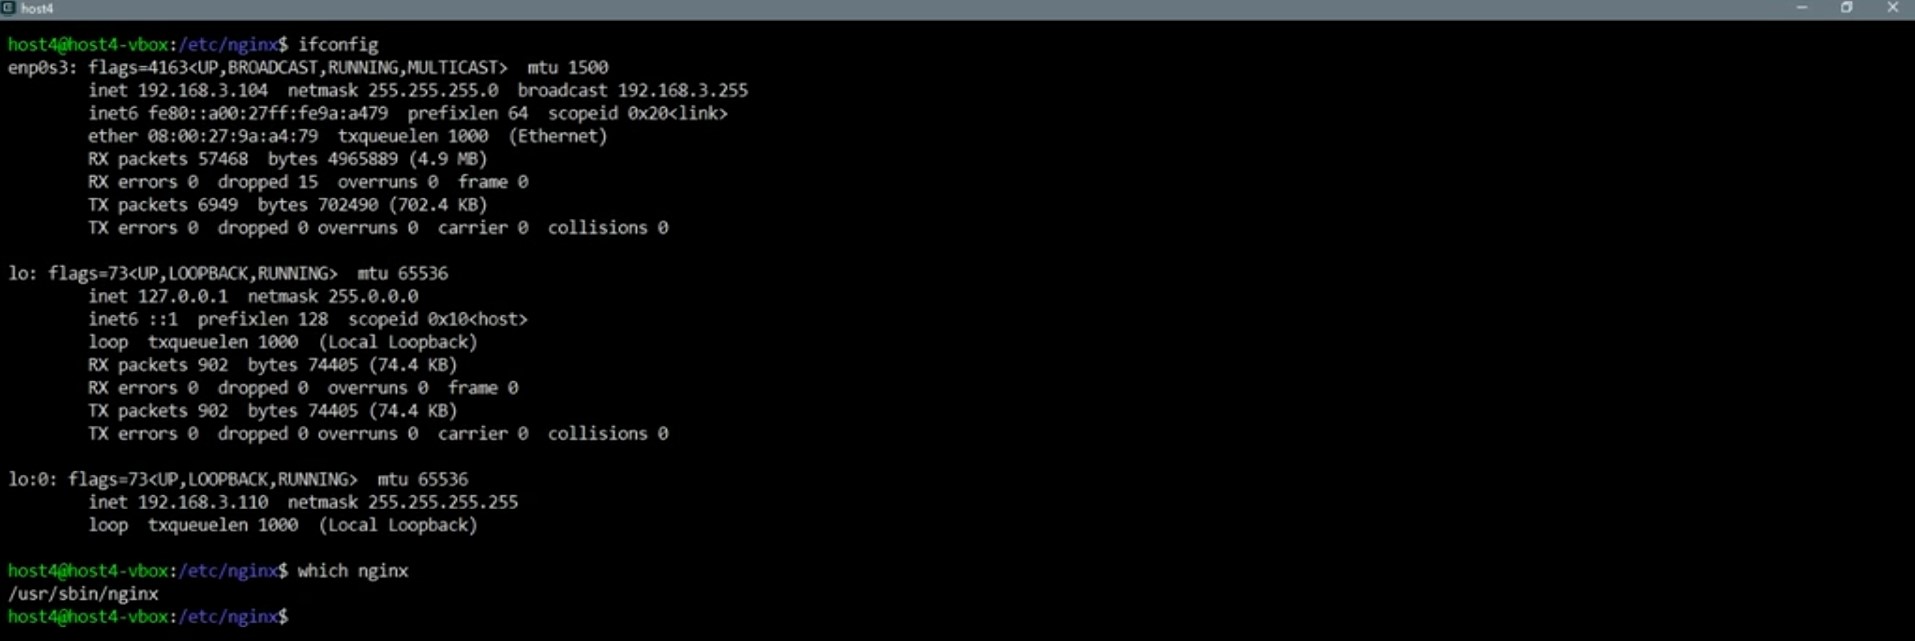 host4
host4@host4-vbox:/etc/nginx$ ifconfig
enp0s3: flags=4163<UP,BROADCAST,RUNNING,MULTICAST>  mtu 1500
        inet 192.168.3.104  netmask 255.255.255.0  broadcast 192.168.3.255
        inet6 fe80::a00:27ff:fe9a:a479  prefixlen 64  scopeid 0x20<link>
        ether 08:00:27:9a:a4:79  txqueuelen 1000  (Ethernet)
        RX packets 57468  bytes 4965889 (4.9 MB)
        RX errors 0  dropped 15  overruns 0  frame 0
        TX packets 6949  bytes 702490 (702.4 KB)
        TX errors 0  dropped 0 overruns 0  carrier 0  collisions 0

lo: flags=73<UP,LOOPBACK,RUNNING>  mtu 65536
        inet 127.0.0.1  netmask 255.0.0.0
        inet6 ::1  prefixlen 128  scopeid 0x10<host>
        loop  txqueuelen 1000  (Local Loopback)
        RX packets 902  bytes 74405 (74.4 KB)
        RX errors 0  dropped 0  overruns 0  frame 0
        TX packets 902  bytes 74405 (74.4 KB)
        TX errors 0  dropped 0 overruns 0  carrier 0  collisions 0

lo:0: flags=73<UP,LOOPBACK,RUNNING>  mtu 65536
        inet 192.168.3.110  netmask 255.255.255.255
        loop  txqueuelen 1000  (Local Loopback)

host4@host4-vbox:/etc/nginx$ which nginx
/usr/sbin/nginx
host4@host4-vbox:/etc/nginx$